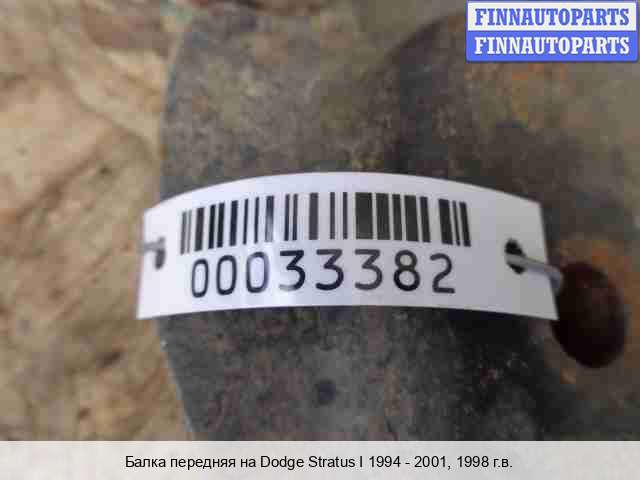 FINNAUTOPARTS
FINNAUTOPARTS
00033382
Балка передняя на Dodge Stratus I 1994 - 2001, 1998 г.в.